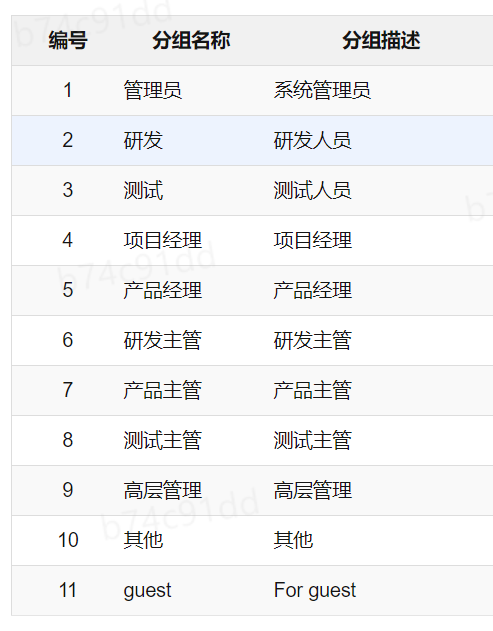 编号 分组名称 分组描述
1 管理员 系统管理员
2 研发 研发人员
3 测试 测试人员
4 项目经理 项目经理
5 产品经理 产品经理
6 研发主管 研发主管
7 产品主管 产品主管
8 测试主管 测试主管
9 高层管理 高层管理
10 其他 其他
11 guest For guest
b74c91dd
b74c91dd
b74c91dd